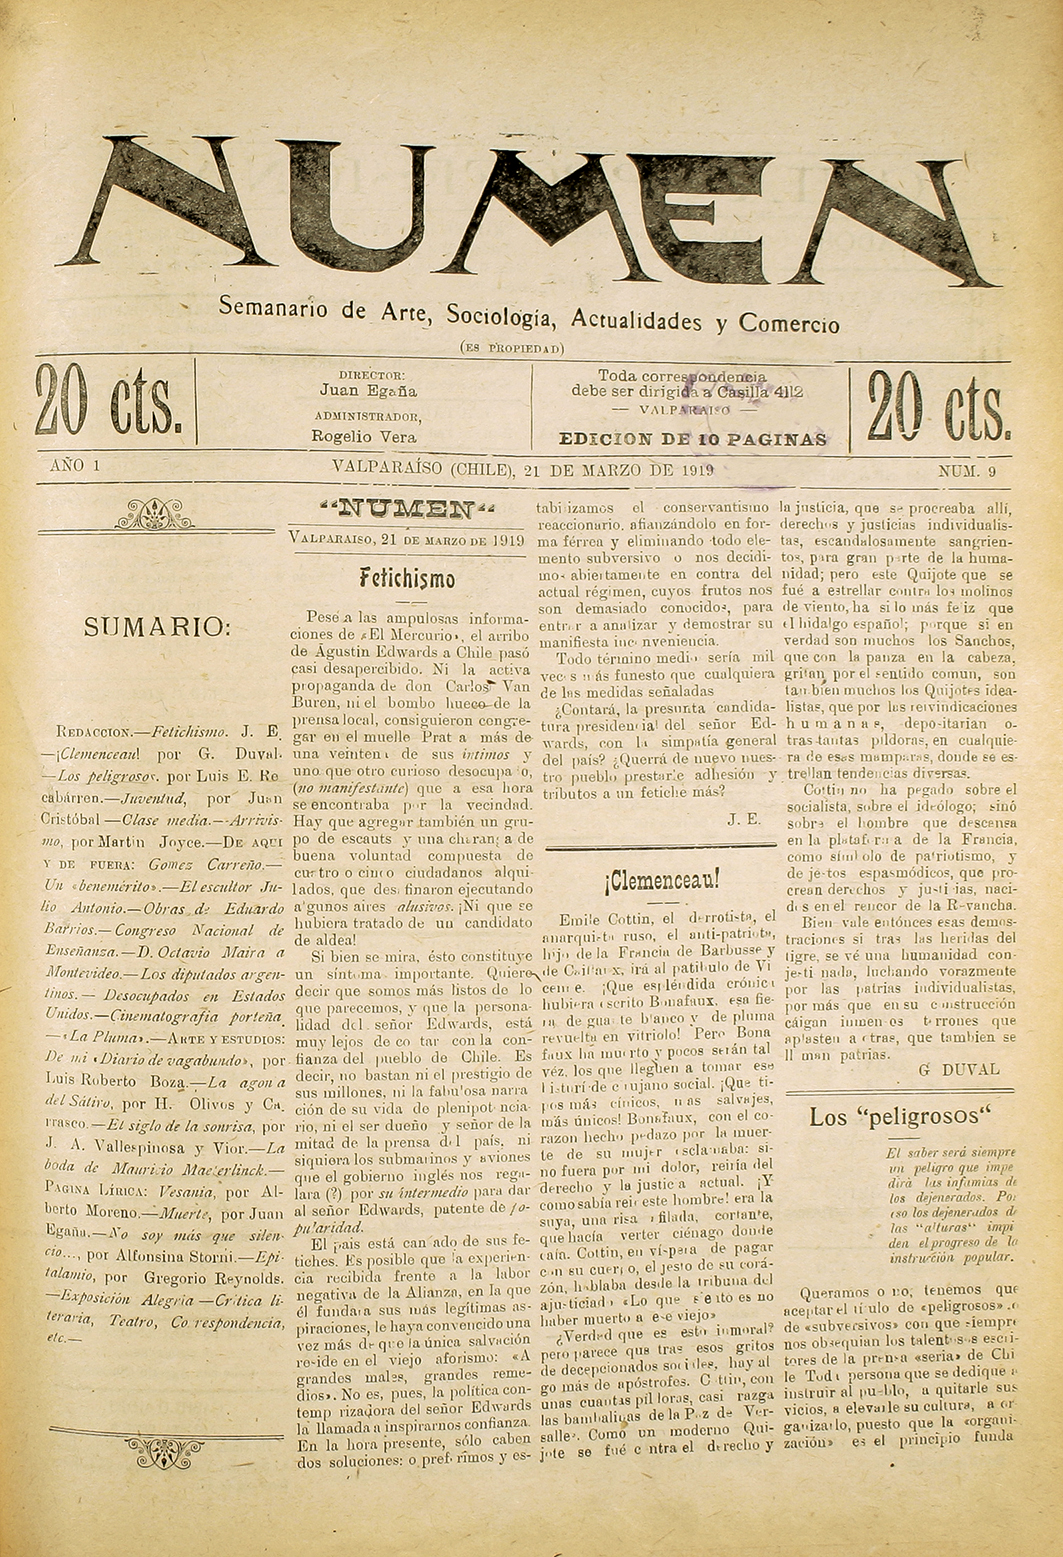 NUMEN
Semanario de Arte, Sociología, Actualidades y Comercio
(ES PROPIEDAD)
20 cts.
DIRECTOR:
Juan Egaña
ADMINISTRADOR,
Rogelio Vera
Toda correspondencia
debe ser dirigida a Casilla 4112
— VALPARAISO —
EDICION DE 10 PAGINAS
20 cts.
AÑO 1
VALPARAÍSO (CHILE), 21 DE MARZO DE 1919
NUM. 9
SUMARIO:
REDACCION.—Fetichismo. J. E.
—¡Clemenceau! por G. Duval.
—Los peligrosos. por Luis E. Re
cabárren.—Juventud, por Juan
Cristóbal—Clase media.—Arrivis-
mo, por Martín Joyce.—DE AQUI
Y DE FUERA: Gomez Carreño.—
Un «benemérito».—El escultor Ju-
lio Antonio.—Obras de Eduardo
Barrios.—Congreso Nacional de
Enseñanza.—D. Octavio Maira a
Montevideo.—Los diputados argen-
tinos.—Desocupados en Estados
Unidos.—Cinematografía porteña.
—«La Pluma».—ARTE Y ESTUDIOS:
De mi «Diario de vagabundo», por
Luis Roberto Boza.—La agon a
del Sátiro, por H. Olivos y Ca.
rrasco.—El siglo de la sonrisa, por
J. A. Vallespinosa y Vior.—La
boda de Mauricio Maeterlinck.—
PAGINA LÍRICA: Vesania, por Al-
berto Moreno.—Muerte, por Juan
Egaña.—No soy más que silen-
cio..., por Alfonsina Storni.—Epi-
talamio, por Gregorio Reynolds.
—Exposición Alegría—Crítica li-
teraria, Teatro, Co respondencia,
etc.—
“NUMEN“
VALPARAISO, 21 DE MARZO DE 1919
Fetichismo
Pese a las ampulosas informa-
ciones de «El Mercurio», el arribo
de Agustin Edwards a Chile pasó
casi desapercibido. Ni la activa
propaganda de don Carlos Van
Buren, ni el bombo hueco de la
prensa local, consiguieron congre-
gar en el muelle Prat a más de
una veintena de sus íntimos y
uno que otro curioso desocupa o,
(no manifestante) que a esa hora
se encontraba por la vecindad.
Hay que agregar también un gru-
po de escauts y una charanga de
buena voluntad compuesta de
cuatro o cinco ciudadanos alqui-
lados, que desafinaron ejecutando
algunos aires alusivos. ¡Ni que se
hubiera tratado de un candidato
de aldea!
Si bien se mira, ésto constituye
un síntoma importante. Quiere
decir que somos más listos de lo
que parecemos, y que la persona-
lidad del señor Edwards, está
muy lejos de co tar con la con-
fianza del pueblo de Chile. Es
decir, no bastan ni el prestigio de
sus millones, ni la fabulosa narra
ción de su vida de plenipot ncia-
rio, ni el ser dueño y señor de la
mitad de la prensa del país, ni
siquiera los submarinos y aviones
que el gobierno inglés nos rega-
lara (?) por su intermedio para dar
al señor Edwards, patente de po-
pularidad.
El país está can ado de sus fe-
tiches. Es posible que la experien-
cia recibida frente a la labor
negativa de la Alianza, en la que
él fundara sus más legítimas as-
piraciones, le haya convencido una
vez más de que la única salvación
reside en el viejo aforismo: «A
grandes males, grandes reme-
dios». No es, pues, la política con-
temp rizadora del señor Edwards
la llamada a inspirarnos confianza.
En la hora presente, sólo caben
dos soluciones: o preferimos y es-
tabilizamos el conservantismo
reaccionario, afianzándolo en for-
ma férrea y eliminando todo ele-
mento subversivo o nos decidi-
mos abiertamente en contra del
actual régimen, cuyos frutos nos
son demasiado conocidos, para
entrar a analizar y demostrar su
manifiesta inconveniencia.
Todo término medio sería mil
veces más funesto que cualquiera
de las medidas señaladas
¿Contará, la presunta candida-
tura presidencial del señor Ed-
wards, con la simpatía general
del país? ¿Querrá de nuevo nues-
tro pueblo prestarle adhesión y
tributos a un fetiche más?
J. E.
¡Clemenceau!
Emile Cottin, el derrotista, el
anarquista ruso, el anti-patriota,
hijo de la Francia de Barbusse y
de Caillaux, irá al patíbulo de Vi
cenne. ¡Que espléndida crónica
hubiera escrito Bonafaux, esa fie-
ra de guante blanco y de pluma
revuelta en vitriolo! Pero Bona
faux ha muerto y pocos serán tal
vez, los que lleguen a tomar ese
bisturí de cirujano social. ¡Que ti-
pos más cínicos, mas salvajes,
más únicos! Bonafaux, con el co-
razon hecho pedazo por la muer-
te de su mujer esclamaba: si-
no fuera por mi dolor, reiría del
derecho y la justicia actual. ¡Y
como sabía reir este hombre! era la
suya, una risa afilada, cortante,
que hacía verter ciénago donde
caía. Cottin, en víspera de pagar
con su cuerpo, el jesto de su cora-
zón, hablaba desde la tribuna del
ajusticiado «Lo que siento es no
haber muerto a ese viejo»
¿Verdad que es esto inmoral?
pero parece que tras esos gritos
de decepcionados sociales, hay al
go más de apóstrofes. C ttin, con
unas cuantas píldoras, casi razga
las bambalinas de la Paz de Ver-
salles. Como un moderno Qui-
jote se fué contra el derecho y
la justicia, que se procreaba allí,
derechos y justicias individualis-
tas, escandalosamente sangrien-
tos, para gran parte de la huma-
nidad; pero este Quijote que se
fué a estrellar contra los molinos
de viento, ha sido más feliz que
el hidalgo español; porque si en
verdad son muchos los Sanchos,
que con la panza en la cabeza,
gritan por el sentido comun, son
tambien muchos los Quijotes idea-
listas, que por las reivindicaciones
humanas, depositarian o-
tras tantas píldoras, en cualquie-
ra de esas mamparas, donde se es-
trellan tendencias diversas.
Cottin no ha pegado sobre el
socialista, sobre el ideólogo; sinó
sobre el hombre que descansa
en la plataforma de la Francia,
como símbolo de patriotismo, y
de jestos espasmódicos, que pro-
crean derechos y justicias, naci-
dos en el rencor de la Revancha.
Bien vale entónces esas demos-
traciones si tras las heridas del
tigre, se vé una humanidad con-
jestionada, luchando vorazmente
por las patrias individualistas,
por más que en su construcción
cáigan inmensos terrones que
aplasten a otras, que tambien se
llaman patrias.
G DUVAL
Los “peligrosos“
El saber será siempre
un peligro que impe
dirá las infamias de
los dejenerados. Por
eso los dejenerados de
las “alturas“ impi
den el progreso de la
instrucción popular.
Queramos o no, tenemos que
aceptar el título de «peligrosos» o
de «subversivos» con que siempre
nos obsequian los talentosos escri-
tores de la prensa «seria» de Chi
le Toda persona que se dedique a
instruir al pueblo, a quitarle sus
vicios, a elevarle su cultura, a or
ganizarlo, puesto que la «organi-
zación» es el principio funda